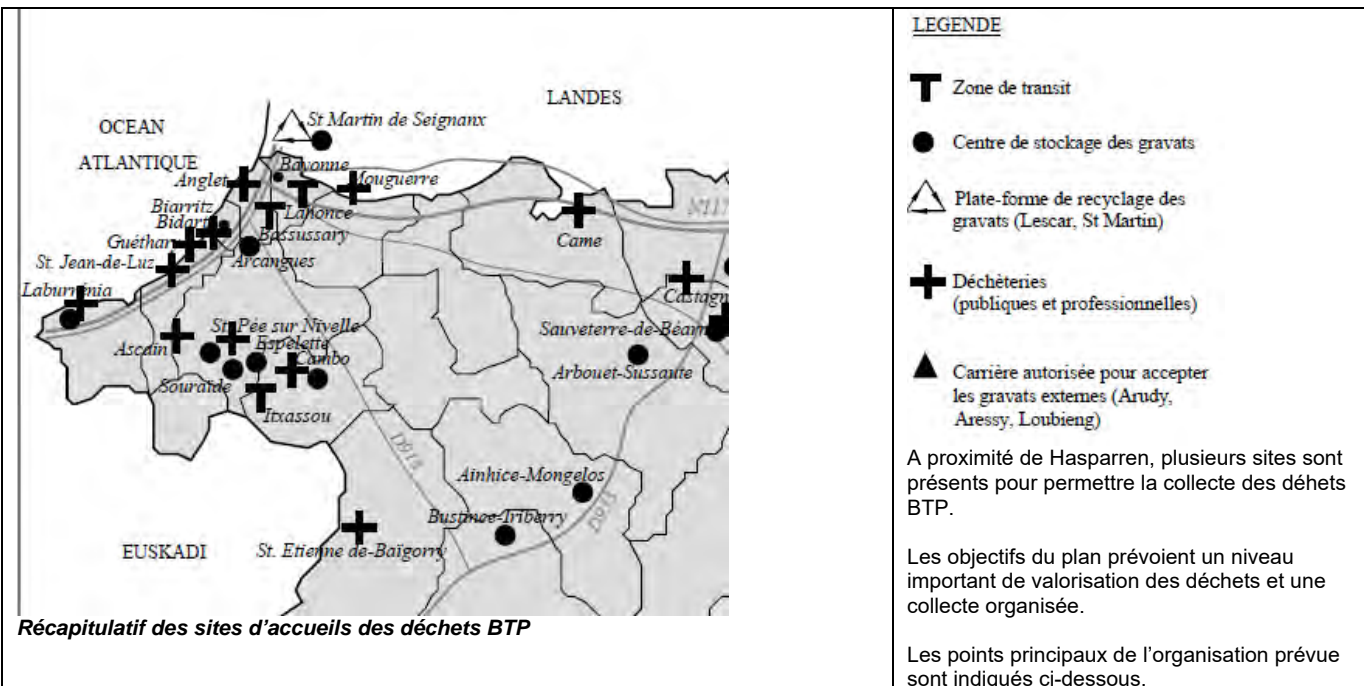 LANDES
St Martin de Seignanx
OCEAN
ATLANTIQUE
Bayonne
Anglet
Mouguerre
Biarritz
Lahonce
N117
Bidart
Bassussary
Came
Guéthary
Arcangues
St. Jean-de-Luz
St. Pée sur Nivelle
Sauveterre-de-Béarn
Espelette
Ascain
Cambo
Arbouet-Sussaute
Souraïde
Itxassou
Ainhice-Mongelos
Bustince-Iriberry
EUSKADI
St. Etienne de-Baïgorry
Récapitulatif des sites d’accueils des déchets BTP
LEGENDE
Zone de transit
Centre de stockage des gravats
Plate-forme de recyclage des
gravats (Lescar, St Martin)
Déchèteries
(publiques et professionnelles)
Carrière autorisée pour accepter
les gravats externes (Arudy,
Aressy, Loubieng)
A proximité de Hasparren, plusieurs sites sont
présents pour permettre la collecte des déhets
BTP.
Les objectifs du plan prévoient un niveau
important de valorisation des déchets et une
collecte organisée.
Les points principaux de l’organisation prévue
sont indiqués ci-dessous.